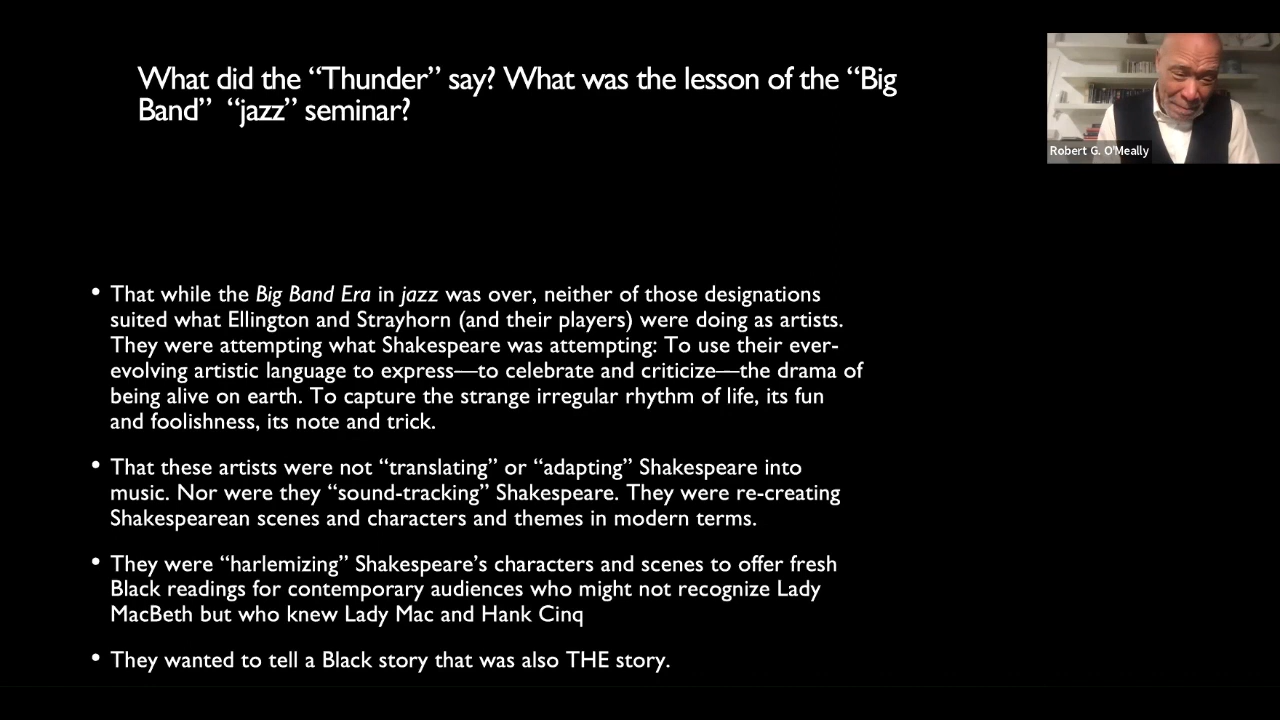 What did the “Thunder” say? What was the lesson of the “Big
Band” “jazz” seminar?
Robert G. O'Meally
• That while the Big Band Era in jazz was over, neither of those designations
suited what Ellington and Strayhorn (and their players) were doing as artists.
They were attempting what Shakespeare was attempting: To use their ever-
evolving artistic language to express—to celebrate and criticize—the drama of
being alive on earth. To capture the strange irregular rhythm of life, its fun
and foolishness, its note and trick.
• That these artists were not “translating” or “adapting” Shakespeare into
music. Nor were they “sound-tracking” Shakespeare. They were re-creating
Shakespearean scenes and characters and themes in modern terms.
• They were “harlemizing” Shakespeare’s characters and scenes to offer fresh
Black readings for contemporary audiences who might not recognize Lady
MacBeth but who knew Lady Mac and Hank Cinq
• They wanted to tell a Black story that was also THE story.